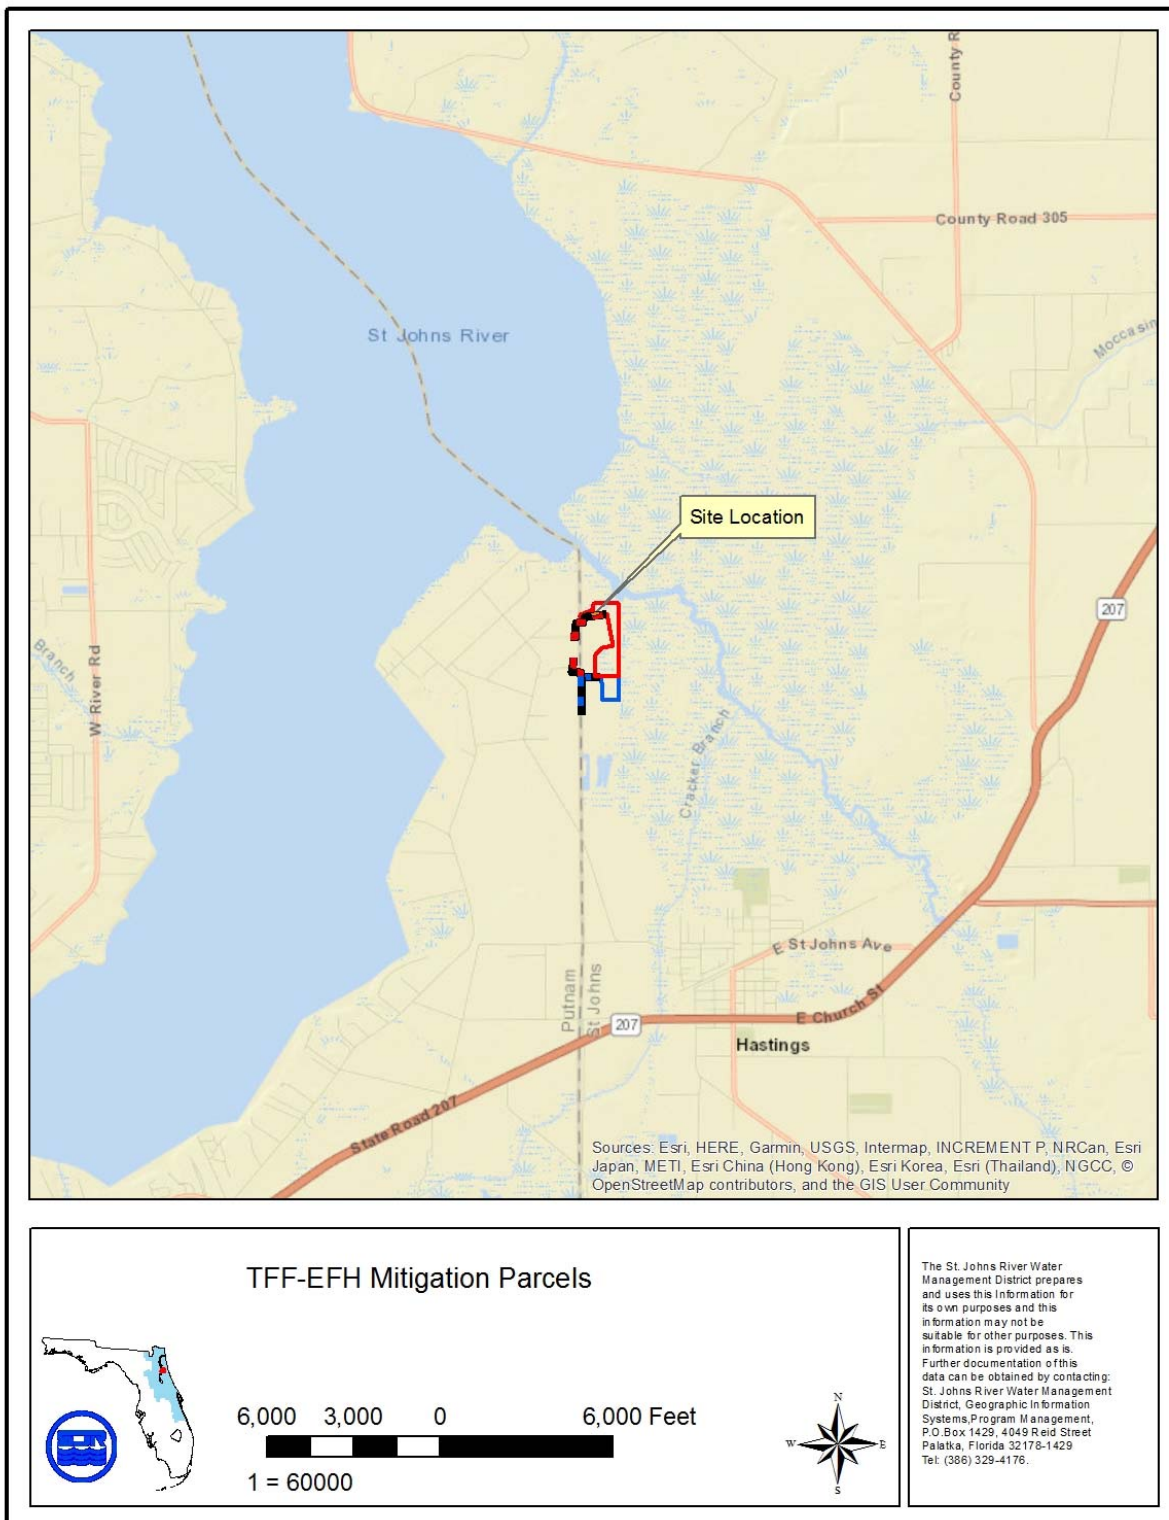 County R
County Road 305
Moccasin
St Johns River
Site Location
207
Branch
W River Rd
Cracker Branch
E St Johns Ave
Putnam
St Johns
207
E Church St
Hastings
State Road 207
Sources: Esri, HERE, Garmin, USGS, Intermap, INCREMENT P, NRCan, Esri
Japan, METI, Esri China (Hong Kong), Esri Korea, Esri (Thailand), NGCC, ©
OpenStreetMap contributors, and the GIS User Community
TFF-EFH Mitigation Parcels
6,000 3,000 0 6,000 Feet
1 = 60000
N
W E
S
The St. Johns River Water
Management District prepares
and uses this Information for
its own purposes and this
information may not be
suitable for other purposes. This
information is provided as is.
Further documentation of this
data can be obtained by contacting:
St. Johns River Water Management
District, Geographic Information
Systems,Program Management,
P.O.Box 1429, 4049 Reid Street
Palatka, Florida 32178-1429
Tel: (386) 329-4176.